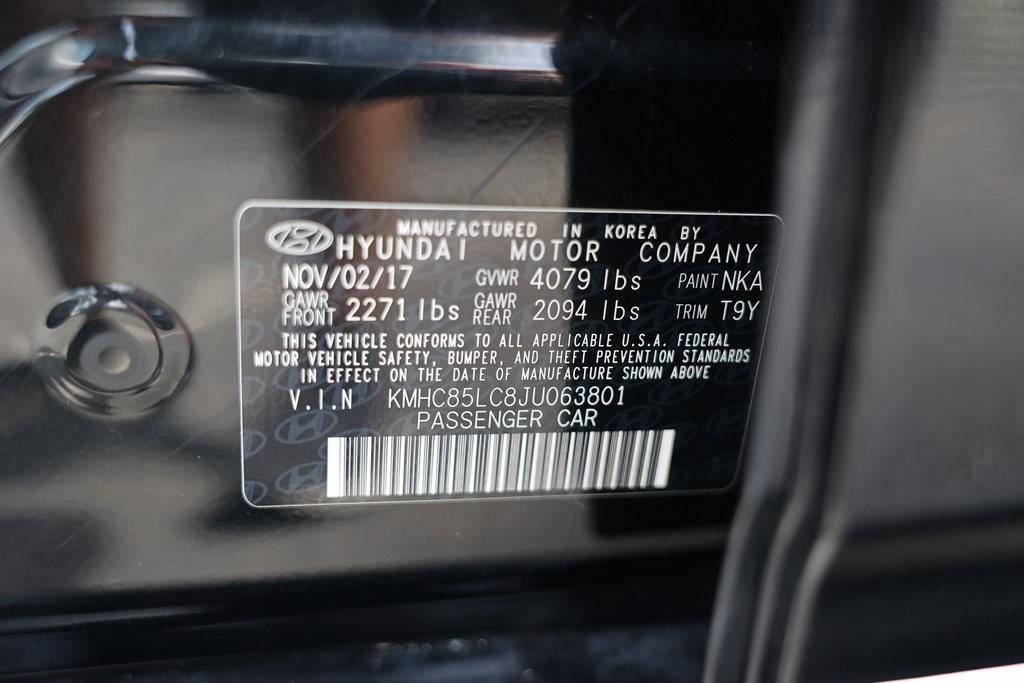 MANUFACTURED IN KOREA BY
HYUNDAI MOTOR COMPANY
NOV/02/17 GVWR 4079 lbs PAINT NKA
GAWR FRONT 2271 lbs GAWR REAR 2094 lbs TRIM T9Y
THIS VEHICLE CONFORMS TO ALL APPLICABLE U.S.A. FEDERAL
MOTOR VEHICLE SAFETY, BUMPER, AND THEFT PREVENTION STANDARDS
IN EFFECT ON THE DATE OF MANUFACTURE SHOWN ABOVE
V.I.N KMHC85LC8JU063801
PASSENGER CAR